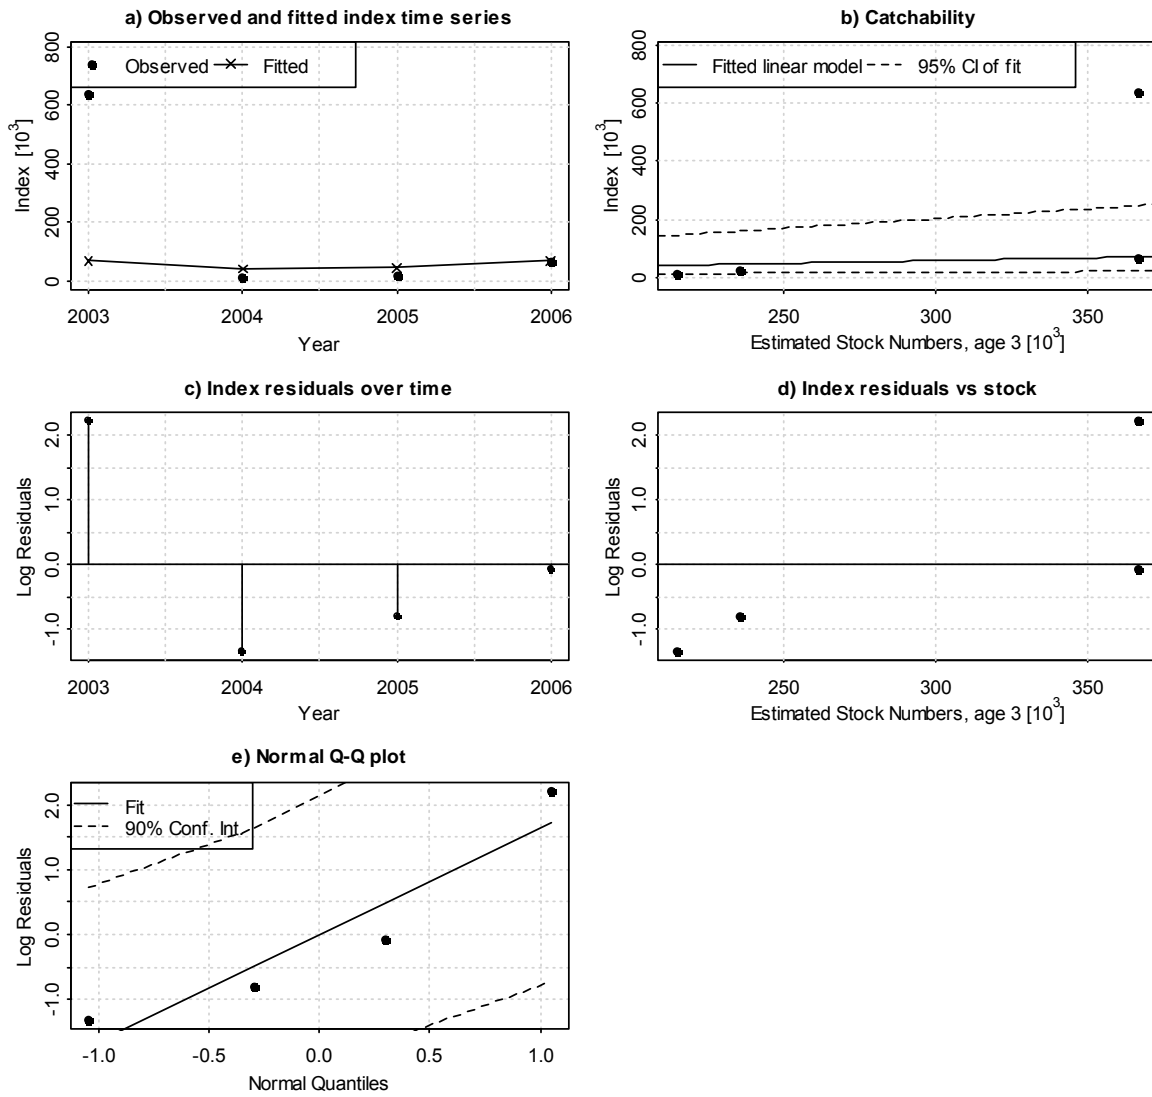 a) Observed and fitted index time series
Observed Fitted
Index [10³]
0 200 400 600 800
2003 2004 2005 2006
Year
b) Catchability
Fitted linear model 95% CI of fit
Index [10³]
0 200 400 600 800
250 300 350
Estimated Stock Numbers, age 3 [10³]
c) Index residuals over time
Log Residuals
-1.0 0.0 1.0 2.0
2003 2004 2005 2006
Year
d) Index residuals vs stock
Log Residuals
-1.0 0.0 1.0 2.0
250 300 350
Estimated Stock Numbers, age 3 [10³]
e) Normal Q-Q plot
Fit
90% Conf. Int
Log Residuals
-1.0 0.0 1.0 2.0
-1.0 -0.5 0.0 0.5 1.0
Normal Quantiles